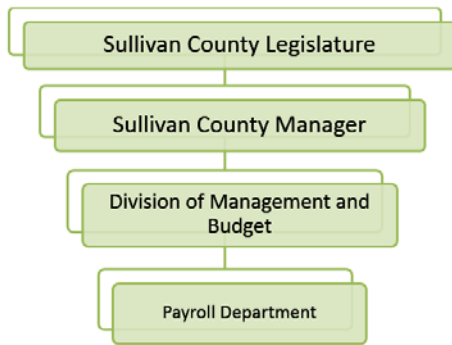 Sullivan County Legislature
Sullivan County Manager
Division of Management and
Budget
Payroll Department